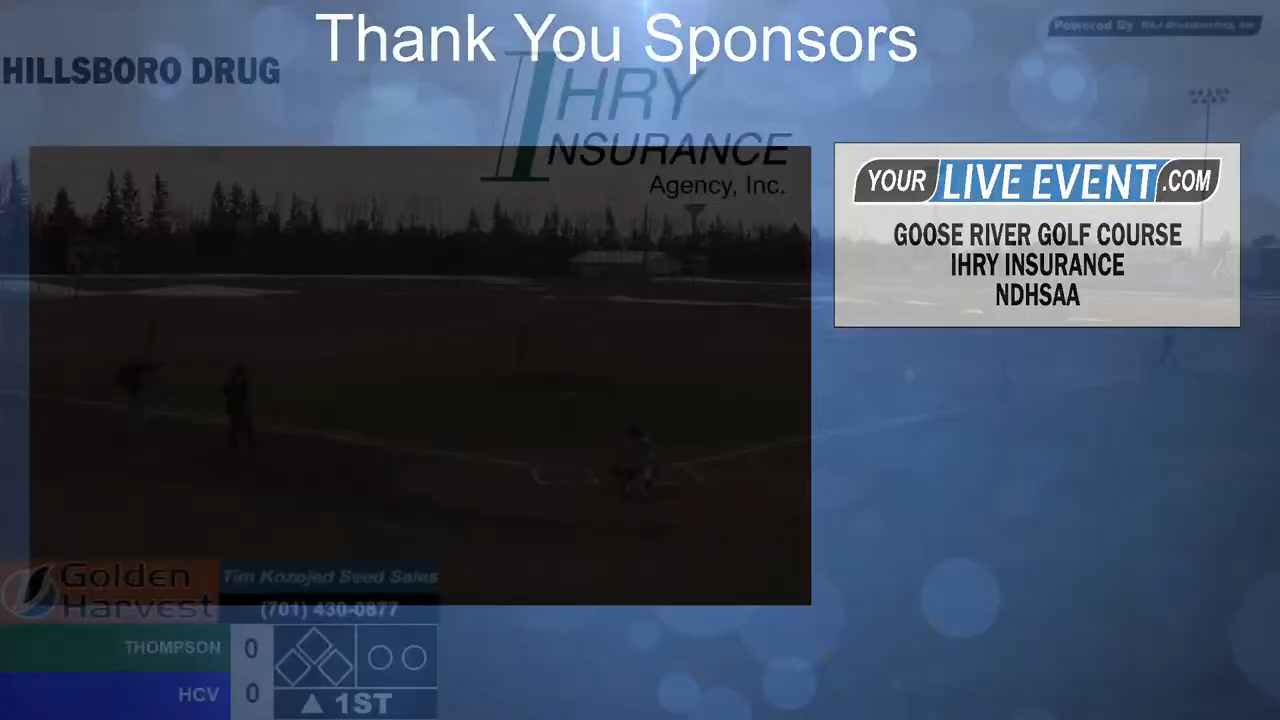 Thank You Sponsors
Powered By
HILLSBORO DRUG
IHRY
INSURANCE
Agency, Inc.
YOUR LIVE EVENT .COM
GOOSE RIVER GOLF COURSE
IHRY INSURANCE
NDHSAA
Golden
Harvest
Tim Kozojed Seed Sales
(701) 430-0877
THOMPSON 0
HCV 0
▲ 1ST